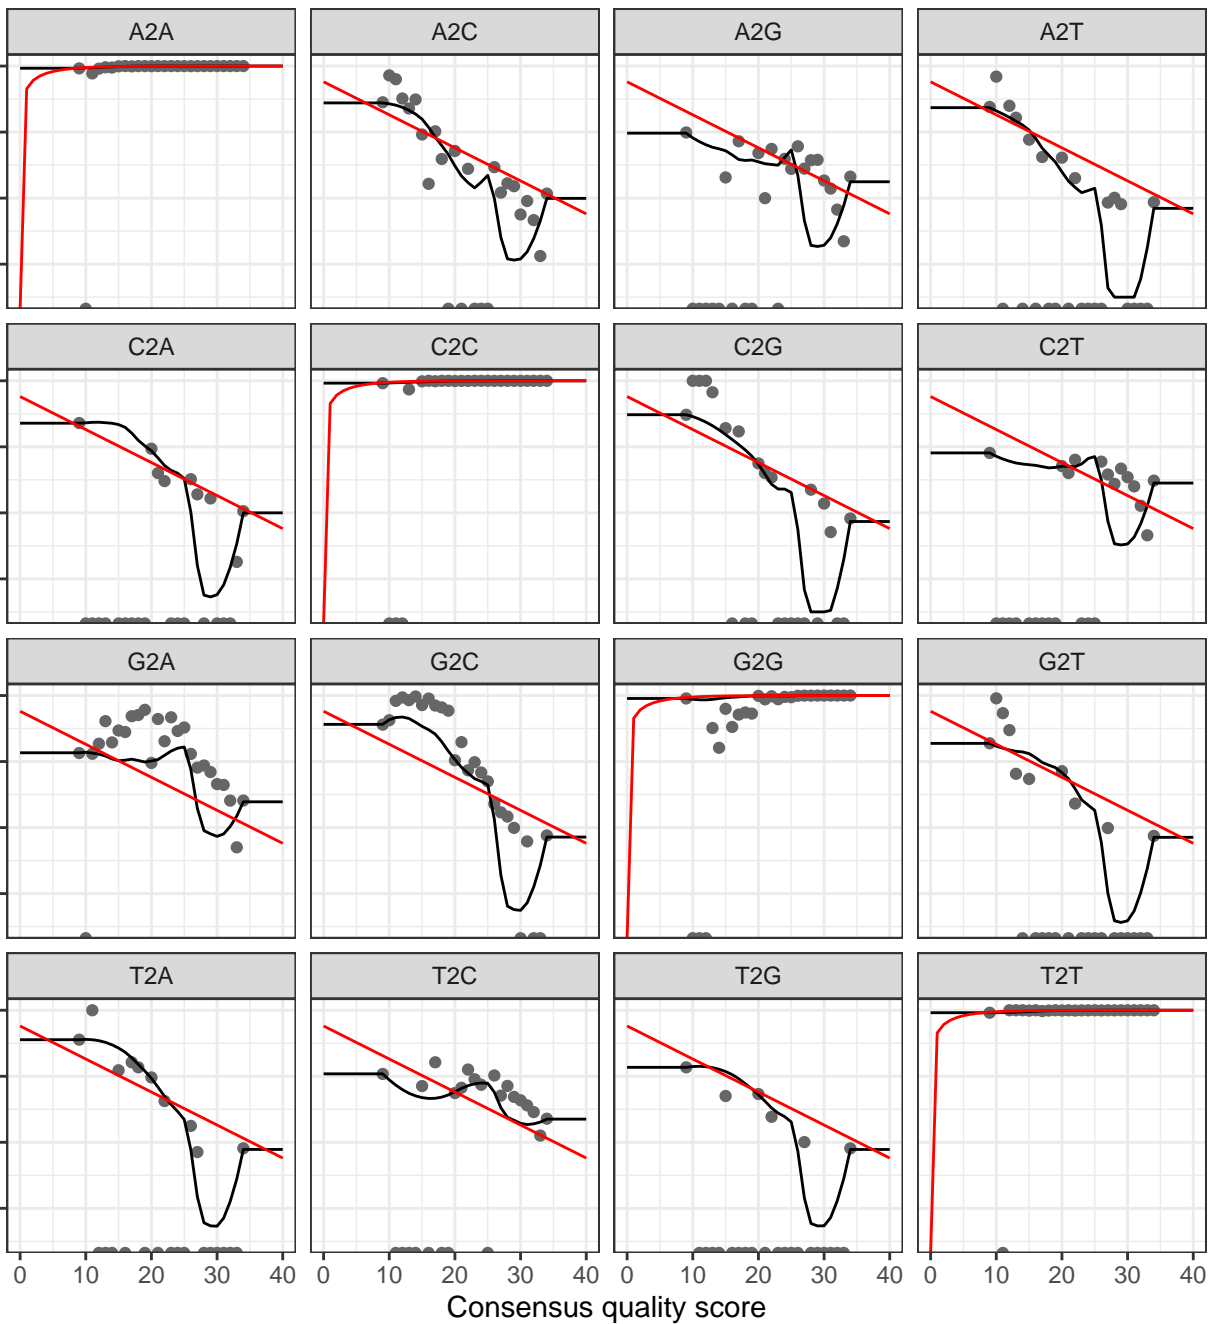 A2A A2C A2G A2T
C2A C2C C2G C2T
G2A G2C G2G G2T
T2A T2C T2G T2T
0 10 20 30 40 0 10 20 30 40 0 10 20 30 40 0 10 20 30 40
Consensus quality score